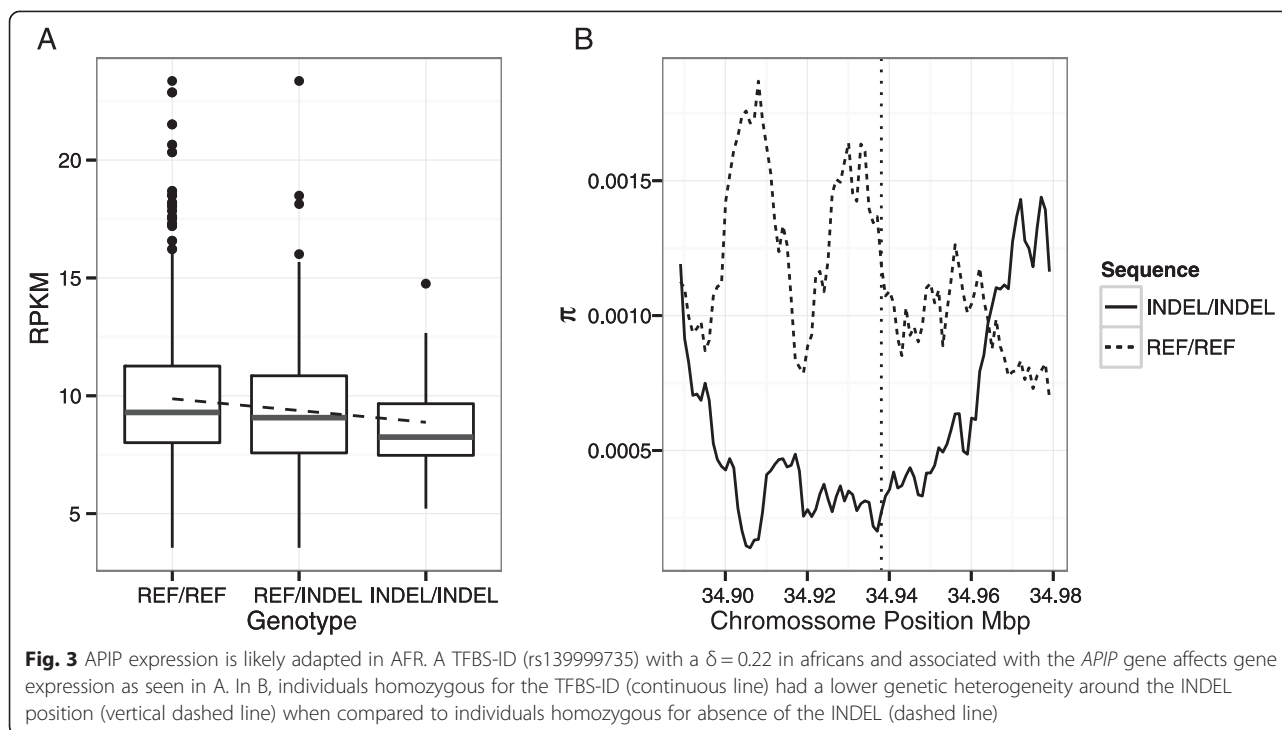 A
B
RPKM
20
15
10
5
REF/REF
REF/INDEL
INDEL/INDEL
Genotype
π
0.0015
0.0010
0.0005
34.90
34.92
34.94
34.96
34.98
Chromossome Position Mbp
Sequence
INDEL/INDEL
REF/REF
Fig. 3 APIP expression is likely adapted in AFR. A TFBS-ID (rs139999735) with a δ = 0.22 in africans and associated with the APIP gene affects gene
expression as seen in A. In B, individuals homozygous for the TFBS-ID (continuous line) had a lower genetic heterogeneity around the INDEL
position (vertical dashed line) when compared to individuals homozygous for absence of the INDEL (dashed line)